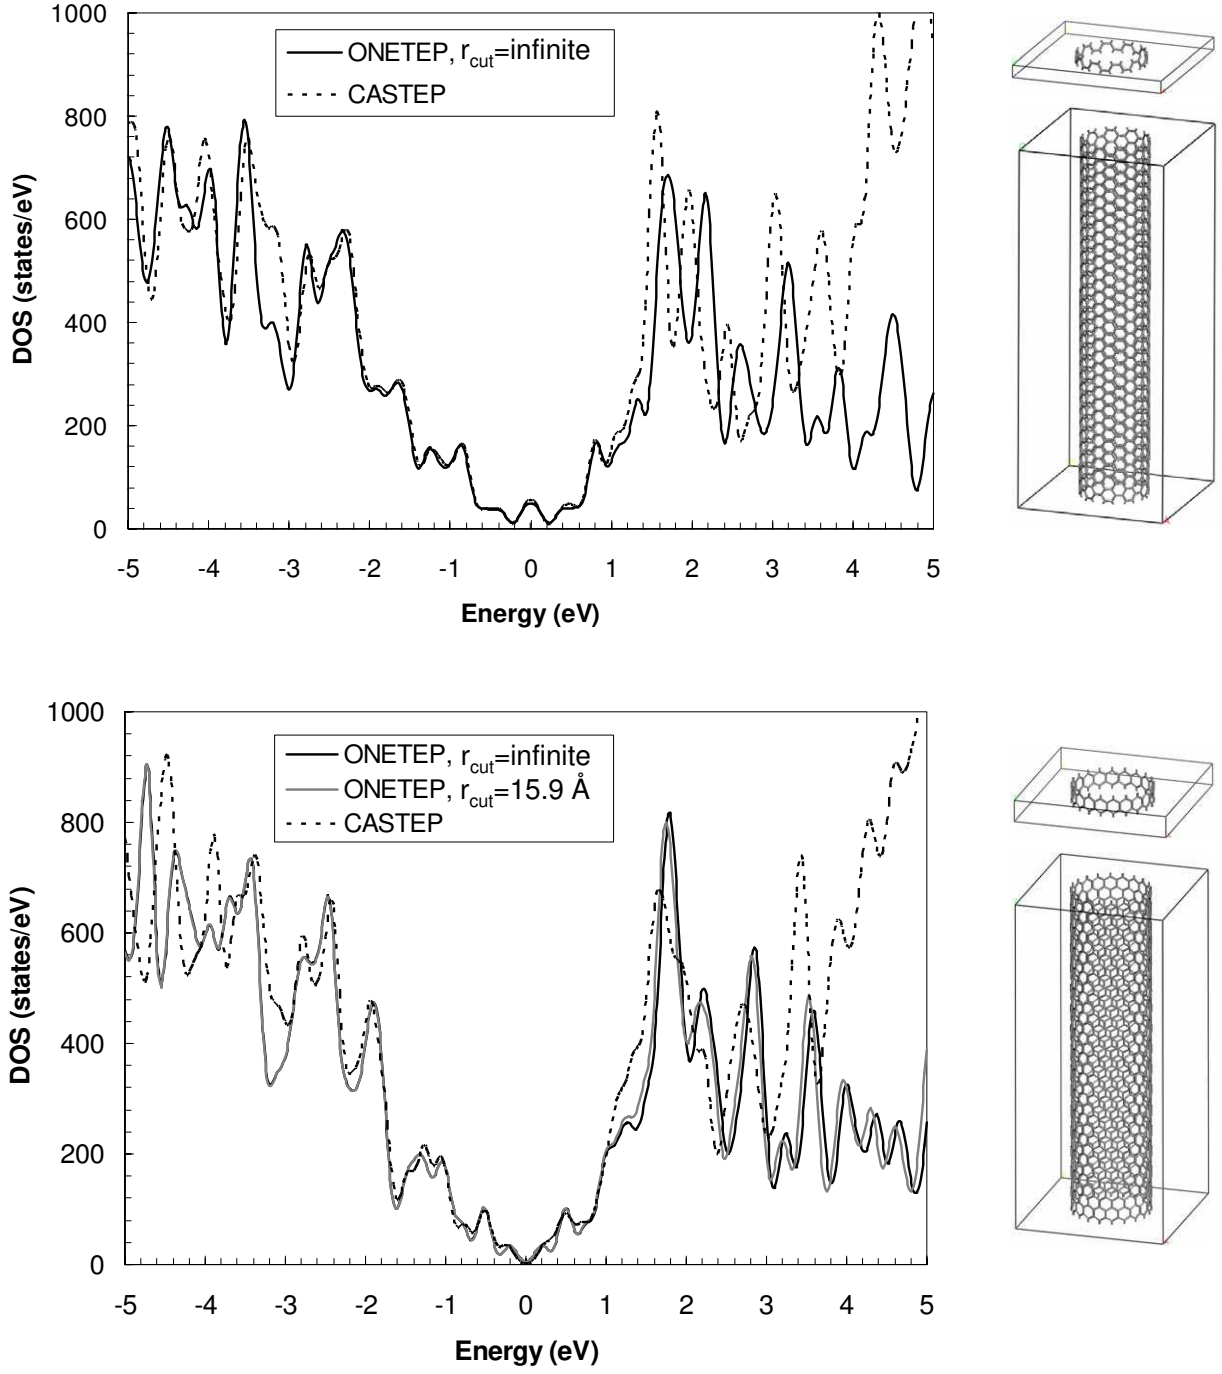 1000
800
600
400
200
0
DOS (states/eV)
ONETEP, rcut=infinite
CASTEP
-5 -4 -3 -2 -1 0 1 2 3 4 5
Energy (eV)
1000
800
600
400
200
0
DOS (states/eV)
ONETEP, rcut=infinite
ONETEP, rcut=15.9 Å
CASTEP
-5 -4 -3 -2 -1 0 1 2 3 4 5
Energy (eV)